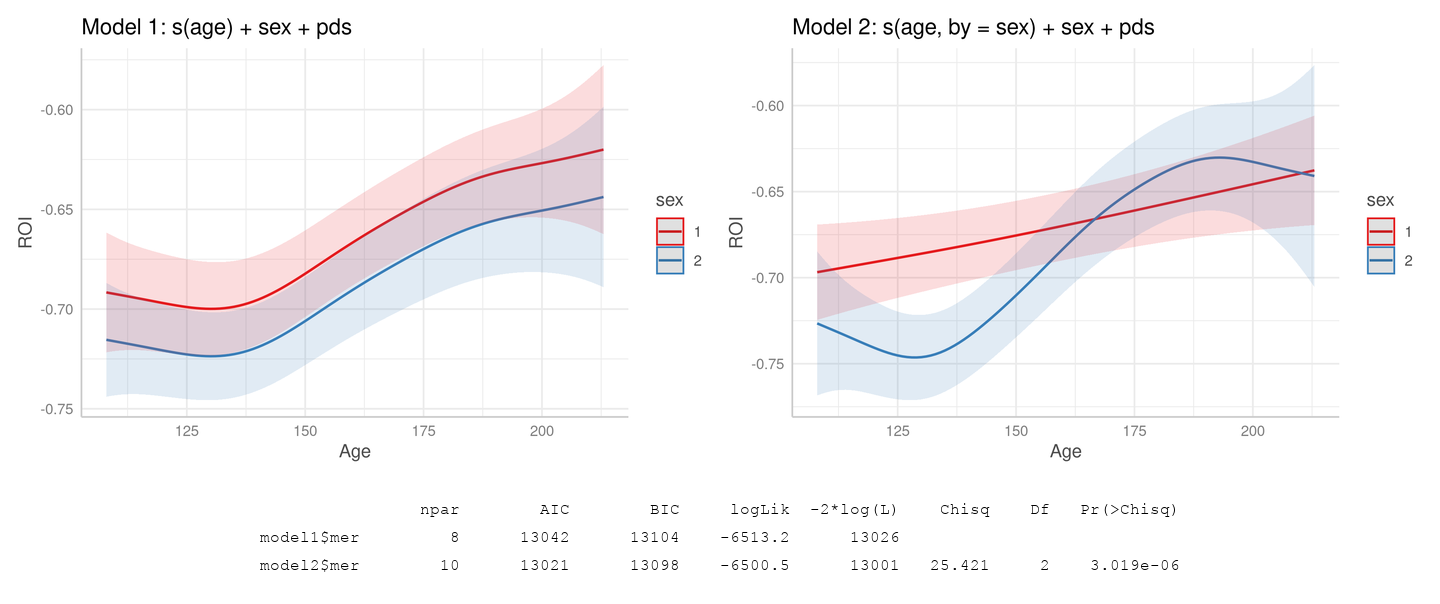 Model 1: s(age) + sex + pds
-0.60
-0.65
-0.70
-0.75
ROI
125 150 175 200
Age
sex
1
2
Model 2: s(age, by = sex) + sex + pds
-0.60
-0.65
-0.70
-0.75
ROI
125 150 175 200
Age
sex
1
2
npar AIC BIC logLik -2*log(L) Chisq Df Pr(>Chisq)
model1$mer 8 13042 13104 -6513.2 13026
model2$mer 10 13021 13098 -6500.5 13001 25.421 2 3.019e-06